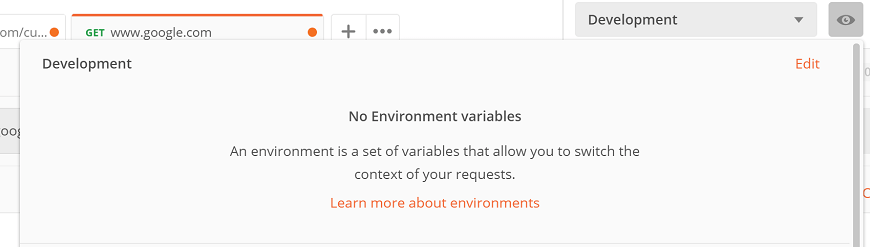 om/cu...
GET www.google.com
+
•••
Development
Development
Edit
No Environment variables
An environment is a set of variables that allow you to switch the
context of your requests.
Learn more about environments